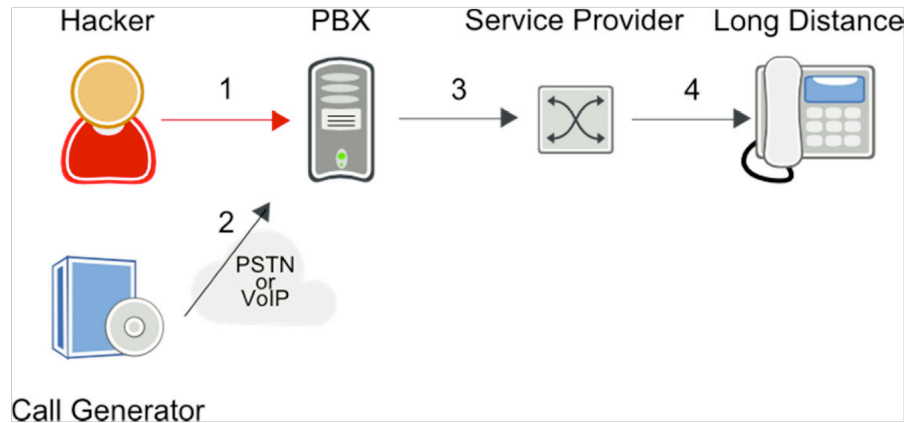 Hacker PBX Service Provider Long Distance
1 3 4
2
PSTN
or
VoIP
Call Generator